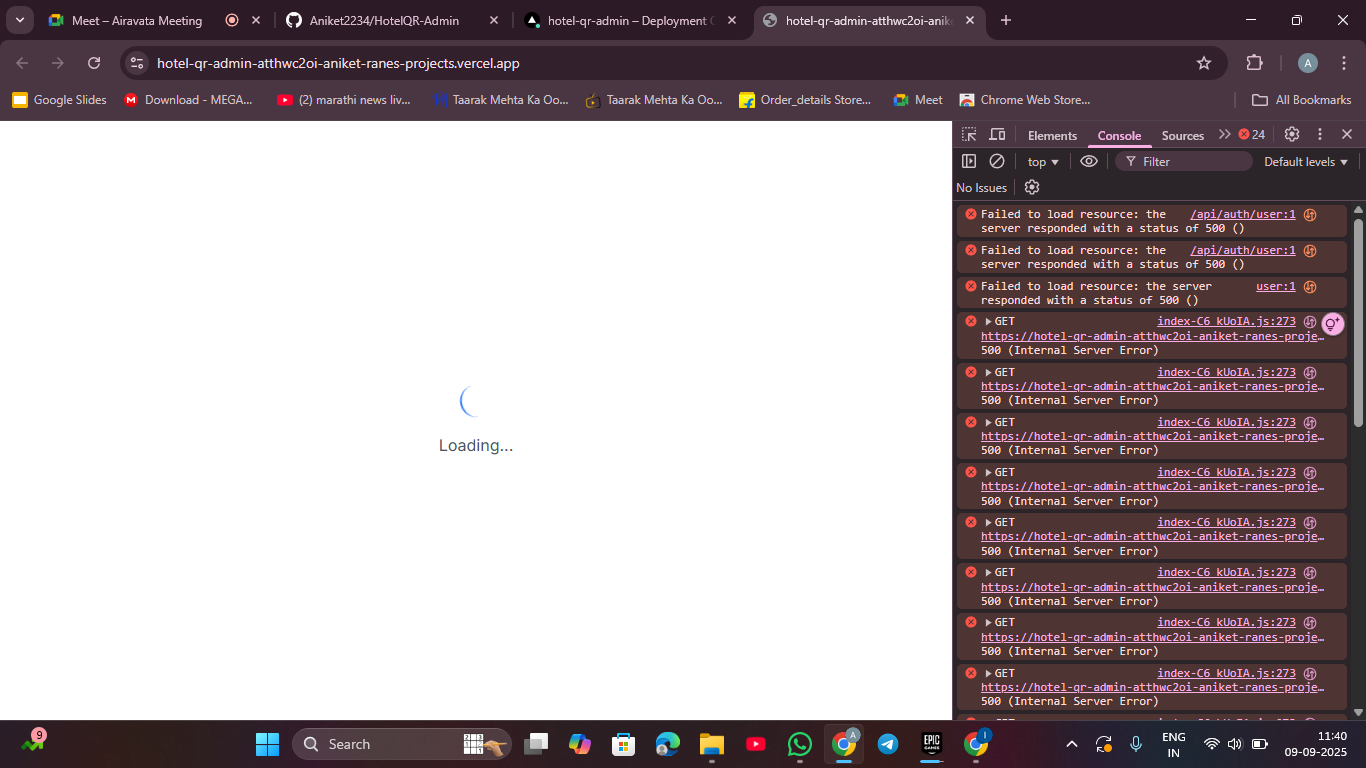 Meet – Airavata Meeting
Aniket2234/HotelQR-Admin
hotel-qr-admin – Deployment
hotel-qr-admin-atthwc2oi-anike
hotel-qr-admin-atthwc2oi-aniket-ranes-projects.vercel.app
A
Google Slides
Download - MEGA...
(2) marathi news liv...
Taarak Mehta Ka Oo...
Taarak Mehta Ka Oo...
Order_details Store...
Meet
Chrome Web Store...
All Bookmarks
Elements
Console
Sources
24
top
Filter
Default levels
No Issues
Failed to load resource: the /api/auth/user:1
server responded with a status of 500 ()
Failed to load resource: the /api/auth/user:1
server responded with a status of 500 ()
Failed to load resource: the server user:1
responded with a status of 500 ()
GET index-C6_kUoIA.js:273
https://hotel-qr-admin-atthwc2oi-aniket-ranes-proje…
500 (Internal Server Error)
GET index-C6_kUoIA.js:273
https://hotel-qr-admin-atthwc2oi-aniket-ranes-proje…
500 (Internal Server Error)
GET index-C6_kUoIA.js:273
https://hotel-qr-admin-atthwc2oi-aniket-ranes-proje…
500 (Internal Server Error)
GET index-C6_kUoIA.js:273
https://hotel-qr-admin-atthwc2oi-aniket-ranes-proje…
500 (Internal Server Error)
GET index-C6_kUoIA.js:273
https://hotel-qr-admin-atthwc2oi-aniket-ranes-proje…
500 (Internal Server Error)
GET index-C6_kUoIA.js:273
https://hotel-qr-admin-atthwc2oi-aniket-ranes-proje…
500 (Internal Server Error)
GET index-C6_kUoIA.js:273
https://hotel-qr-admin-atthwc2oi-aniket-ranes-proje…
500 (Internal Server Error)
GET index-C6_kUoIA.js:273
https://hotel-qr-admin-atthwc2oi-aniket-ranes-proje…
500 (Internal Server Error)
Loading...
9
Search
A
EPIC
GAMES
I
ENG
IN
11:40
09-09-2025